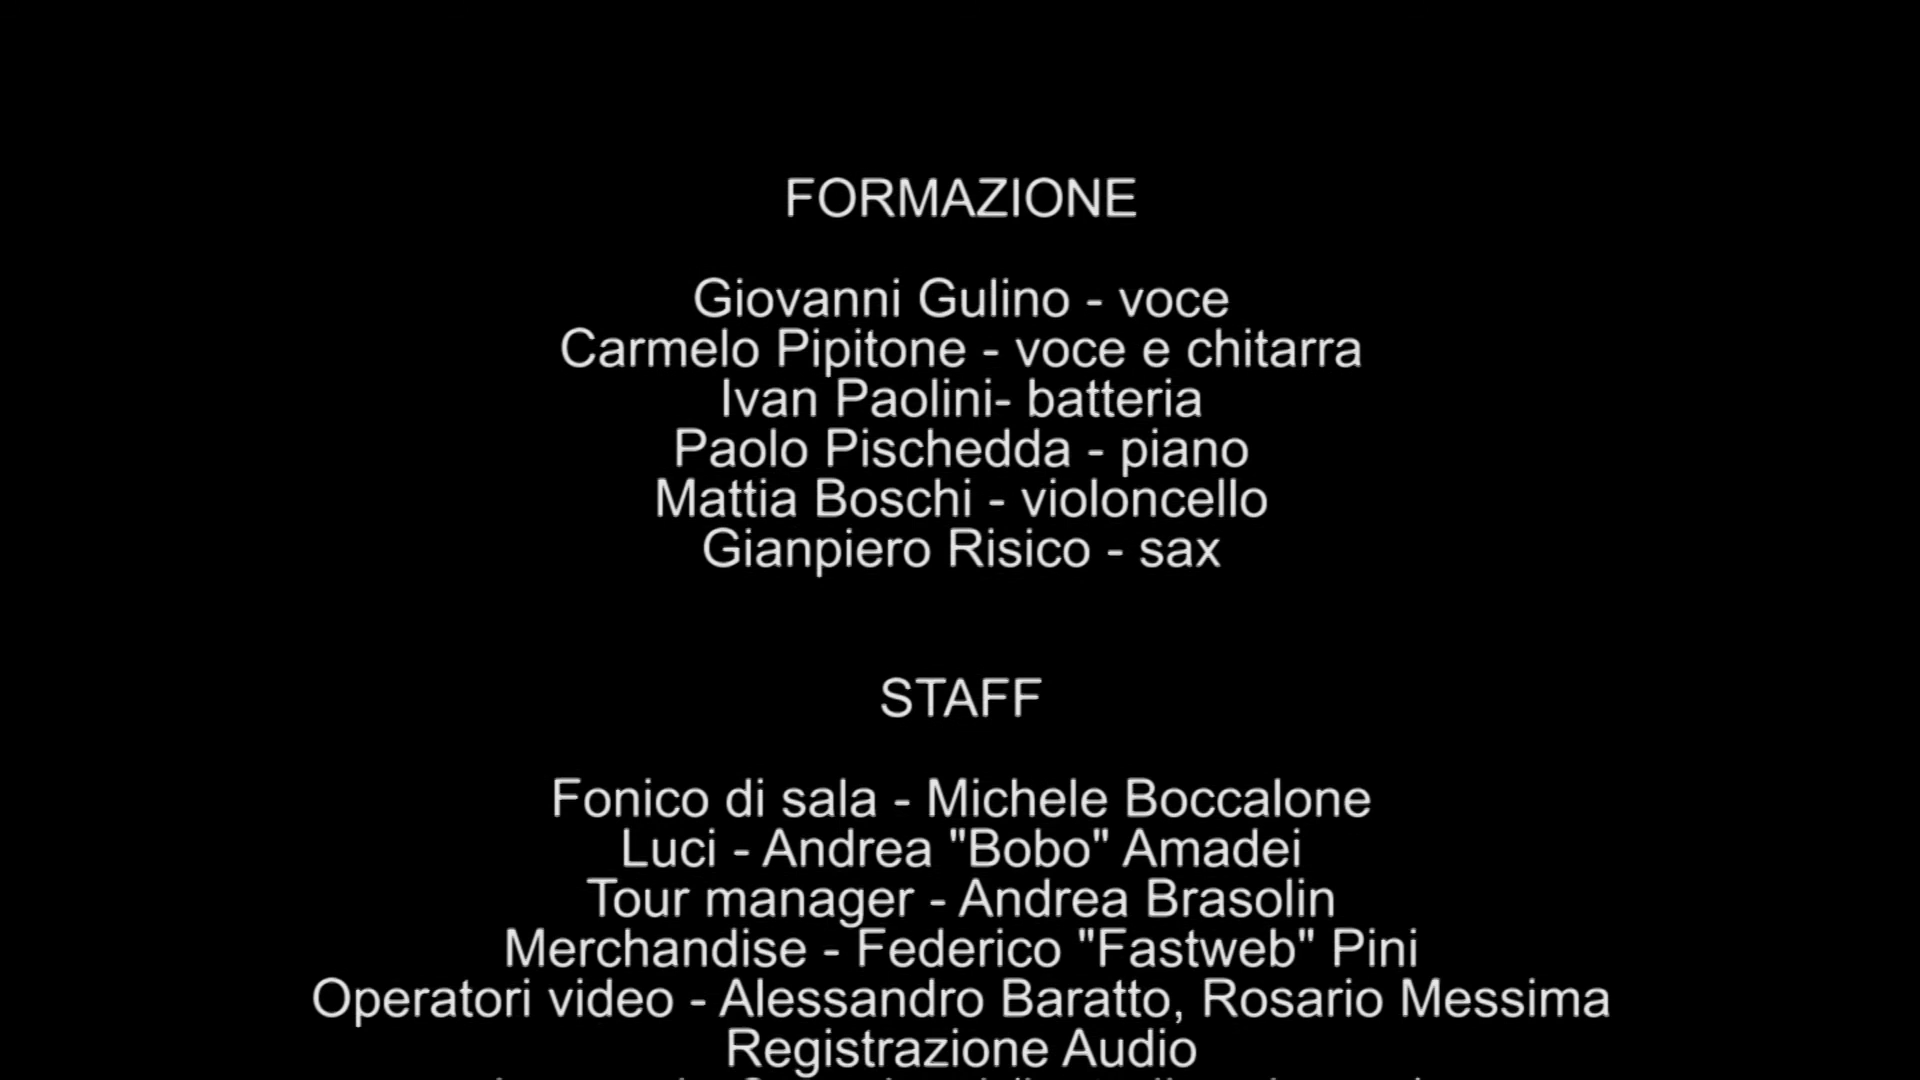 FORMAZIONE
Giovanni Gulino - voce
Carmelo Pipitone - voce e chitarra
Ivan Paolini- batteria
Paolo Pischedda - piano
Mattia Boschi - violoncello
Gianpiero Risico - sax
STAFF
Fonico di sala - Michele Boccalone
Luci - Andrea "Bobo" Amadei
Tour manager - Andrea Brasolin
Merchandise - Federico "Fastweb" Pini
Operatori video - Alessandro Baratto, Rosario Messima
Registrazione Audio